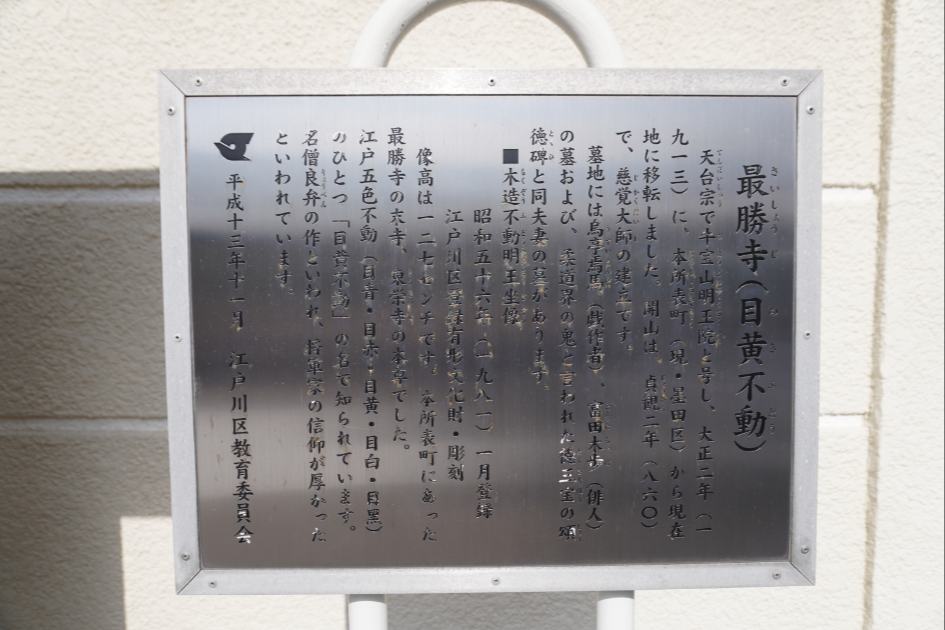 最勝寺(目黄不動)
天台宗で牛宝山明王院と号し、大正二年(一
九一三)に、本所表町(現・墨田区)から現在
地に移転しました。開山は、貞観二年(八六〇)
で、慈覚大師の建立です。
墓地には烏亭焉馬(戯作者)、富田木歩(俳人)
の墓および、柔道界の鬼と言われた徳三宝の頌
徳碑と同夫妻の墓があります。
■木造不動明王坐像
昭和五十六年(一九八一)一月登録
江戸川区登録有形文化財・彫刻
像高は一二七センチです。本所表町にあった
最勝寺の末寺、東栄寺の本尊でした。
江戸五色不動(目青・目赤・目黄・目白・目黒)
のひとつ「目黄不動」の名で知られています。
名僧良弁の作といわれ、将軍家の信仰が厚かった
といわれています。
平成十三年十一月 江戸川区教育委員会